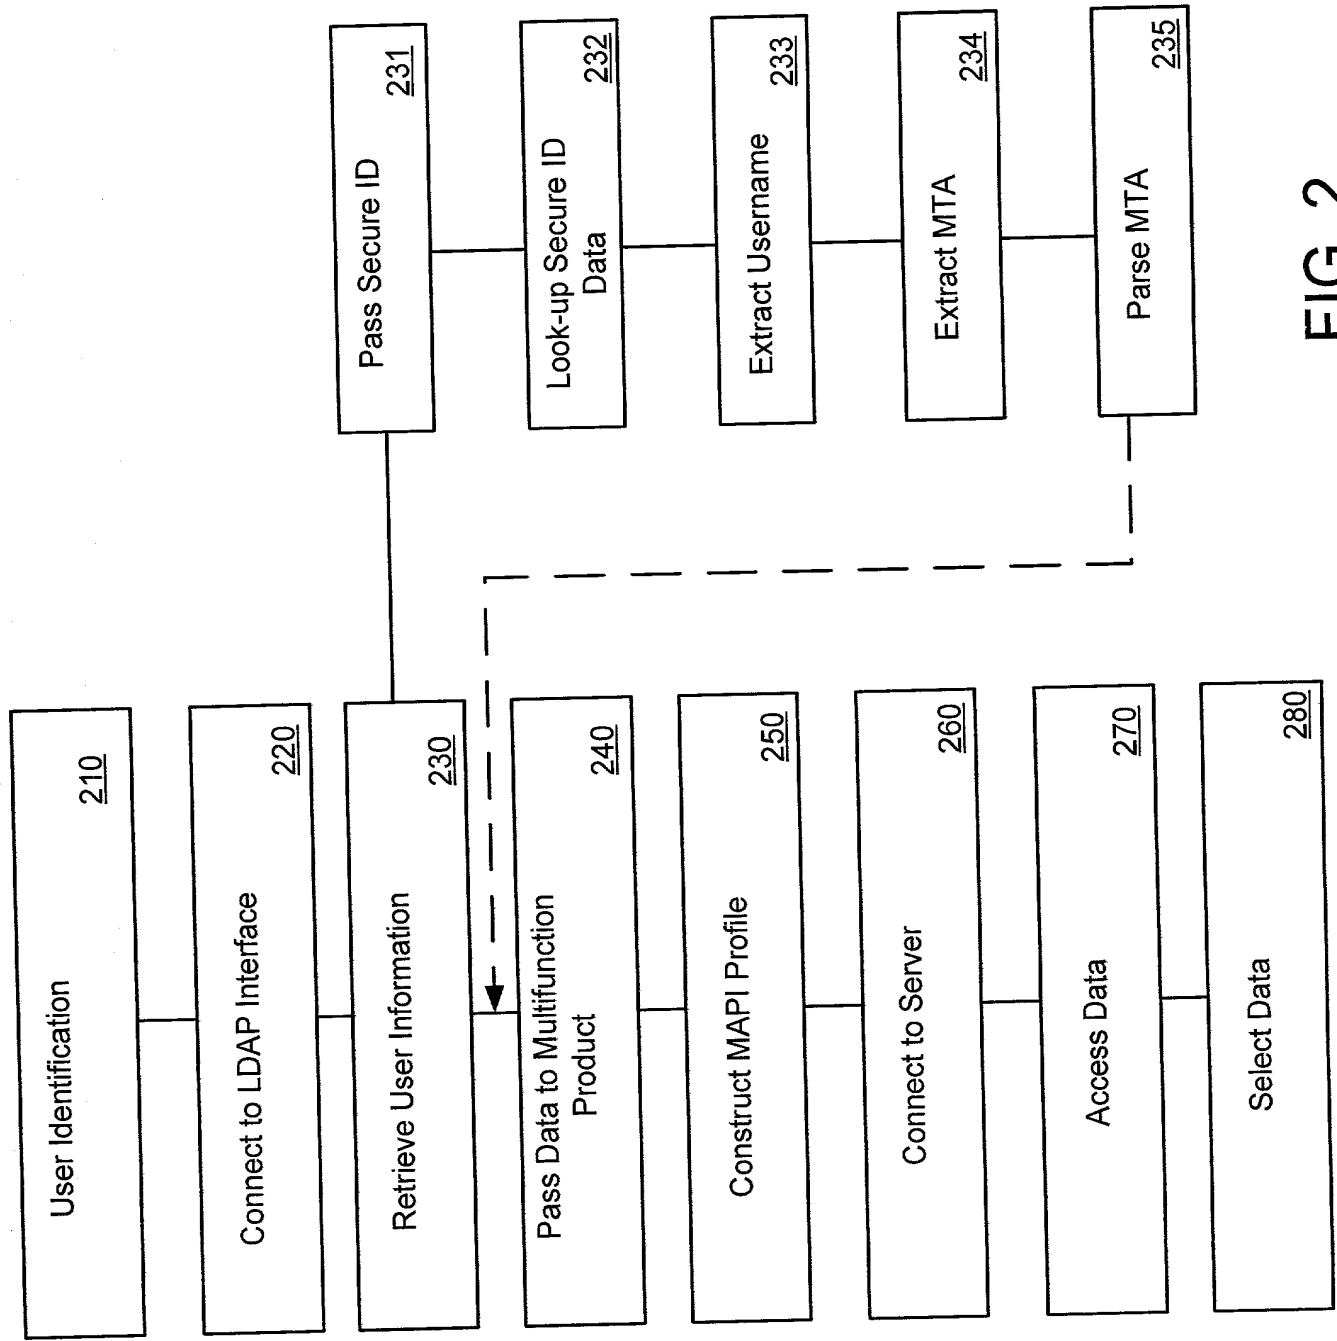 User Identification
210
Connect to LDAP Interface
220
Retrieve User Information
230
Pass Data to Multifunction
Product
240
Construct MAPI Profile
250
Connect to Server
260
Access Data
270
Select Data
280
Pass Secure ID
231
Look-up Secure ID
Data
232
Extract Username
233
Extract MTA
234
Parse MTA
235
FIG. 2